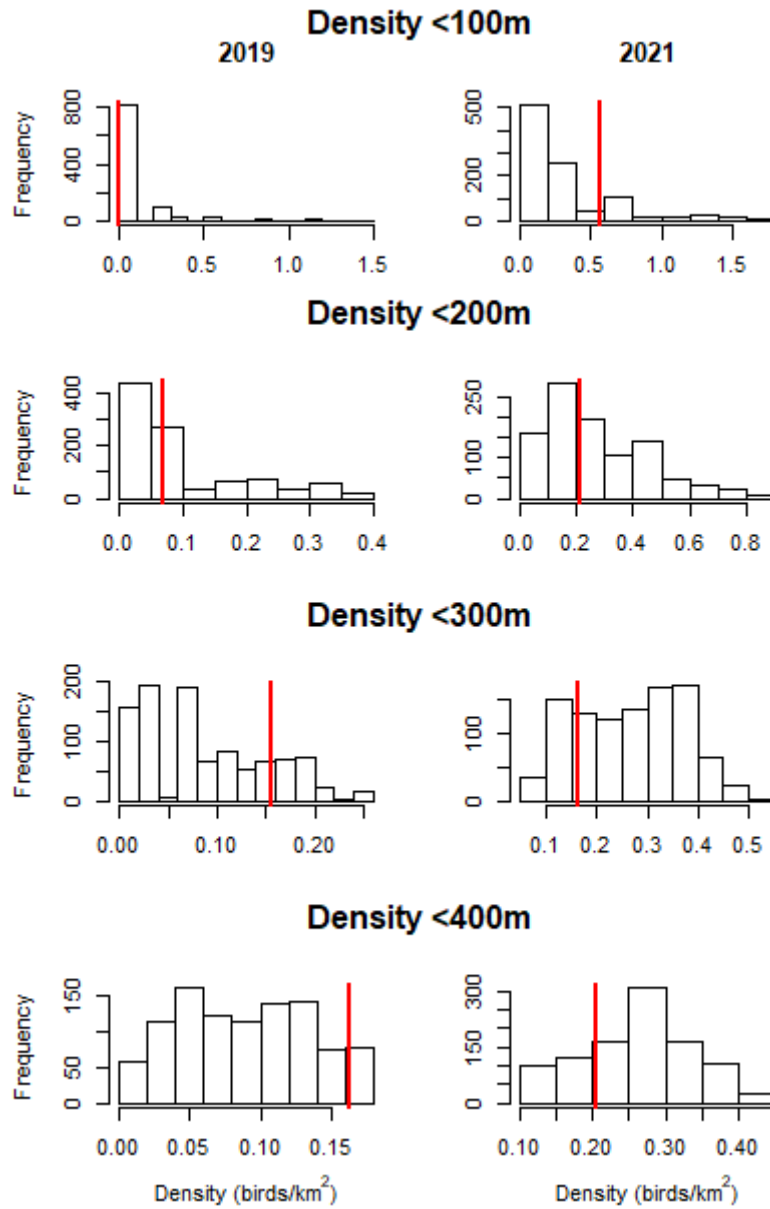 Density <100m
2019 2021
Frequency
0 400 800
0.0 0.5 1.0 1.5
0 200 500
0.0 0.5 1.0 1.5
Density <200m
Frequency
0 200 400
0.0 0.1 0.2 0.3 0.4
0 100 250
0.0 0.2 0.4 0.6 0.8
Density <300m
Frequency
0 100 200
0.00 0.10 0.20
0 100
0.1 0.2 0.3 0.4 0.5
Density <400m
Frequency
0 50 150
0.00 0.05 0.10 0.15
Density (birds/km²)
0 150 300
0.10 0.20 0.30 0.40
Density (birds/km²)